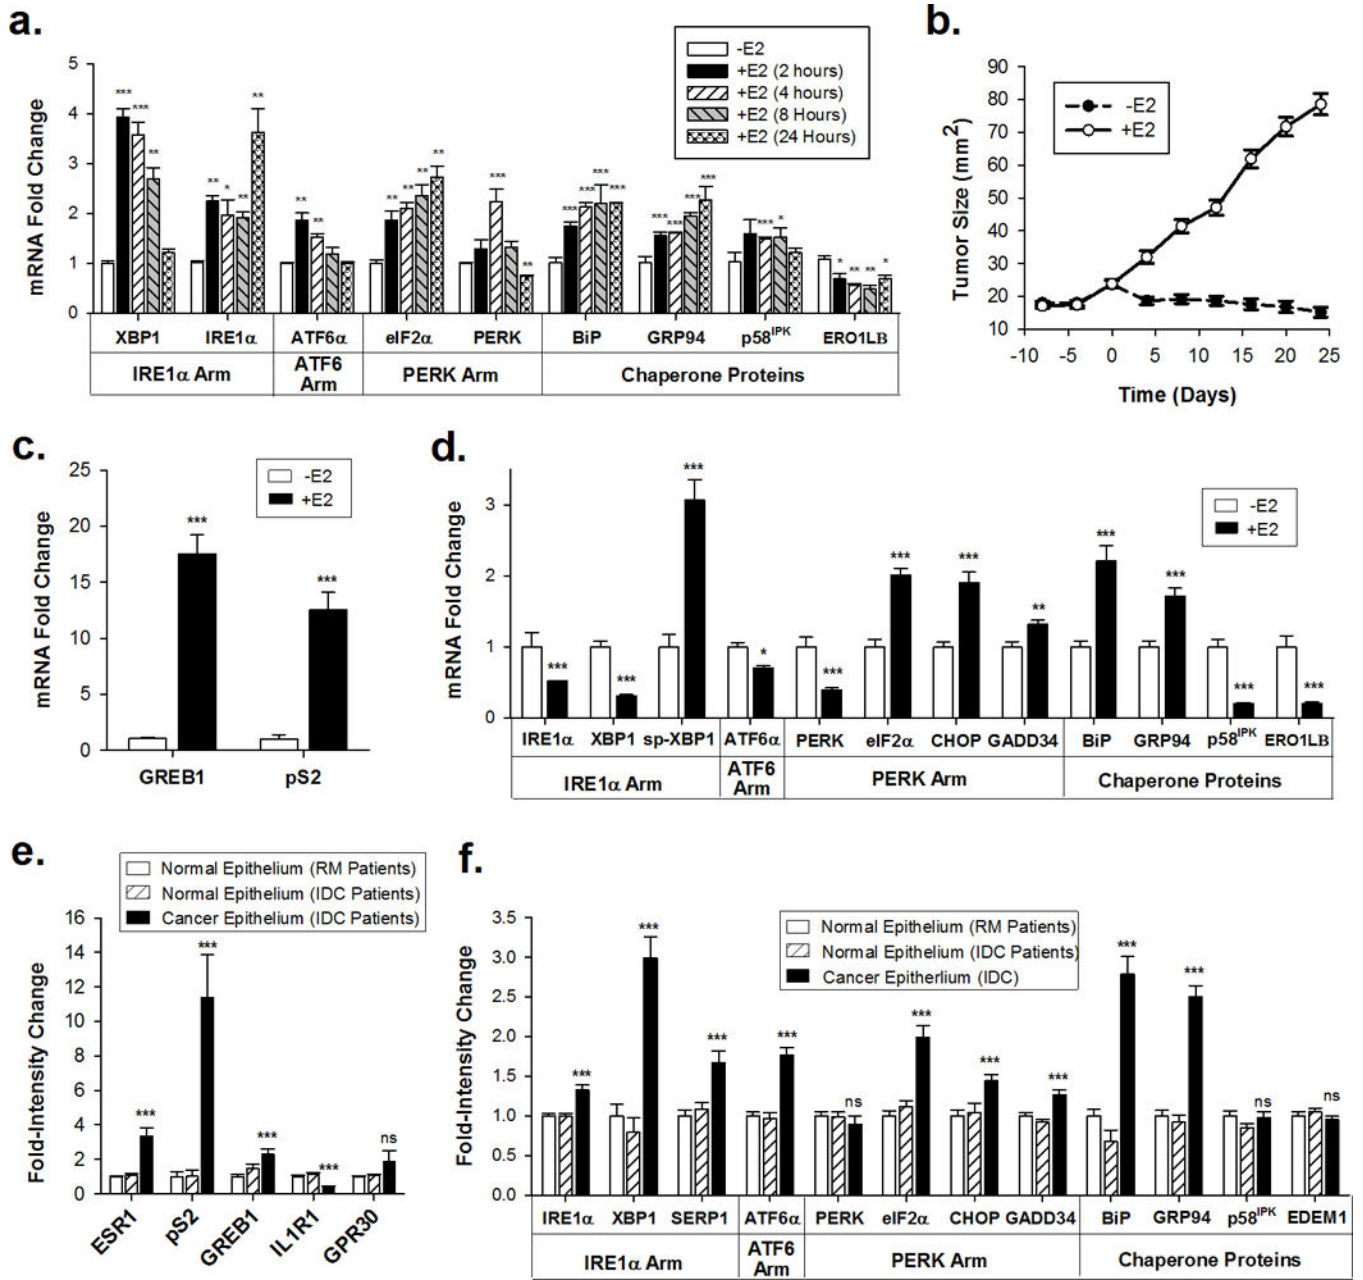 a.
-E2
+E2 (2 hours)
+E2 (4 hours)
+E2 (8 Hours)
+E2 (24 Hours)
mRNA Fold Change
5
4
3
2
1
0
*** *** ** ** * ** ** ** ** ** ** ** ** *** ** *** *** *** *** *** *** *** *** *** * * ** ** *
XBP1 IRE1α ATF6α eIF2α PERK BiP GRP94 p58IPK ERO1LB
IRE1α Arm ATF6 Arm PERK Arm Chaperone Proteins
b.
-E2
+E2
Tumor Size (mm2)
90
80
70
60
50
40
30
20
10
-10 -5 0 5 10 15 20 25
Time (Days)
c.
-E2
+E2
mRNA Fold Change
25
20
15
10
5
0
*** ***
GREB1 pS2
d.
-E2
+E2
mRNA Fold Change
3
2
1
0
*** *** *** * *** *** *** ** *** *** *** ***
IRE1α XBP1 sp-XBP1 ATF6α PERK eIF2α CHOP GADD34 BiP GRP94 p58IPK ERO1LB
IRE1α Arm ATF6 Arm PERK Arm Chaperone Proteins
e.
Normal Epithelium (RM Patients)
Normal Epithelium (IDC Patients)
Cancer Epithelium (IDC Patients)
Fold-Intensity Change
16
14
12
10
8
6
4
2
0
*** *** *** *** ns
ESR1 pS2 GREB1 IL1R1 GPR30
f.
Normal Epithelium (RM Patients)
Normal Epithelium (IDC Patients)
Cancer Epitherlium (IDC)
Fold-Intensity Change
3.5
3.0
2.5
2.0
1.5
1.0
0.5
0.0
*** *** *** *** ns *** *** *** *** *** ns ns
IRE1α XBP1 SERP1 ATF6α PERK eIF2α CHOP GADD34 BiP GRP94 p58IPK EDEM1
IRE1α Arm ATF6 Arm PERK Arm Chaperone Proteins